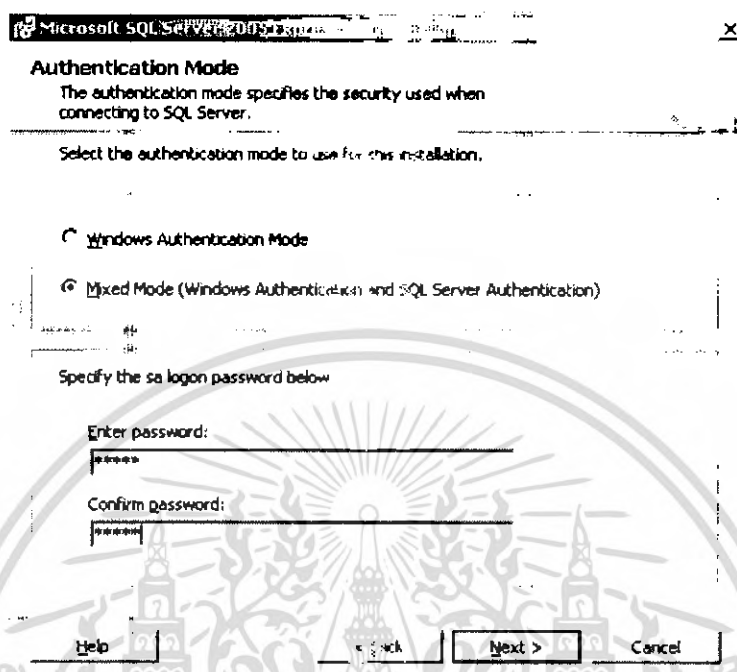 Microsoft SQL Server 2005 Express
Authentication Mode
The authentication mode specifies the security used when
connecting to SQL Server.
Select the authentication mode to use for this installation.
Windows Authentication Mode
Mixed Mode (Windows Authentication and SQL Server Authentication)
Specify the sa logon password below
Enter password:
*****
Confirm password:
*****
Help
Next >
Cancel